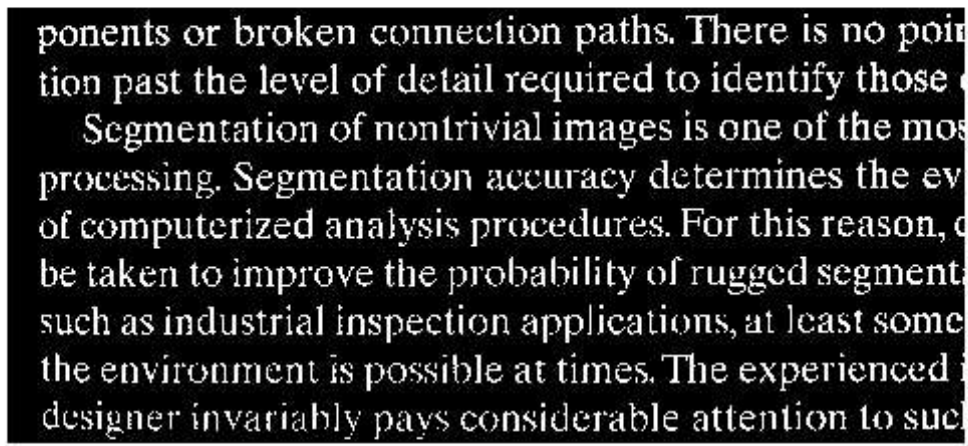 ponents or broken connection paths. There is no poin
tion past the level of detail required to identify those
Segmentation of nontrivial images is one of the mos
processing. Segmentation accuracy determines the ev
of computerized analysis procedures. For this reason,
be taken to improve the probability of rugged segment
such as industrial inspection applications, at least some
the environment is possible at times. The experienced
designer invariably pays considerable attention to suc